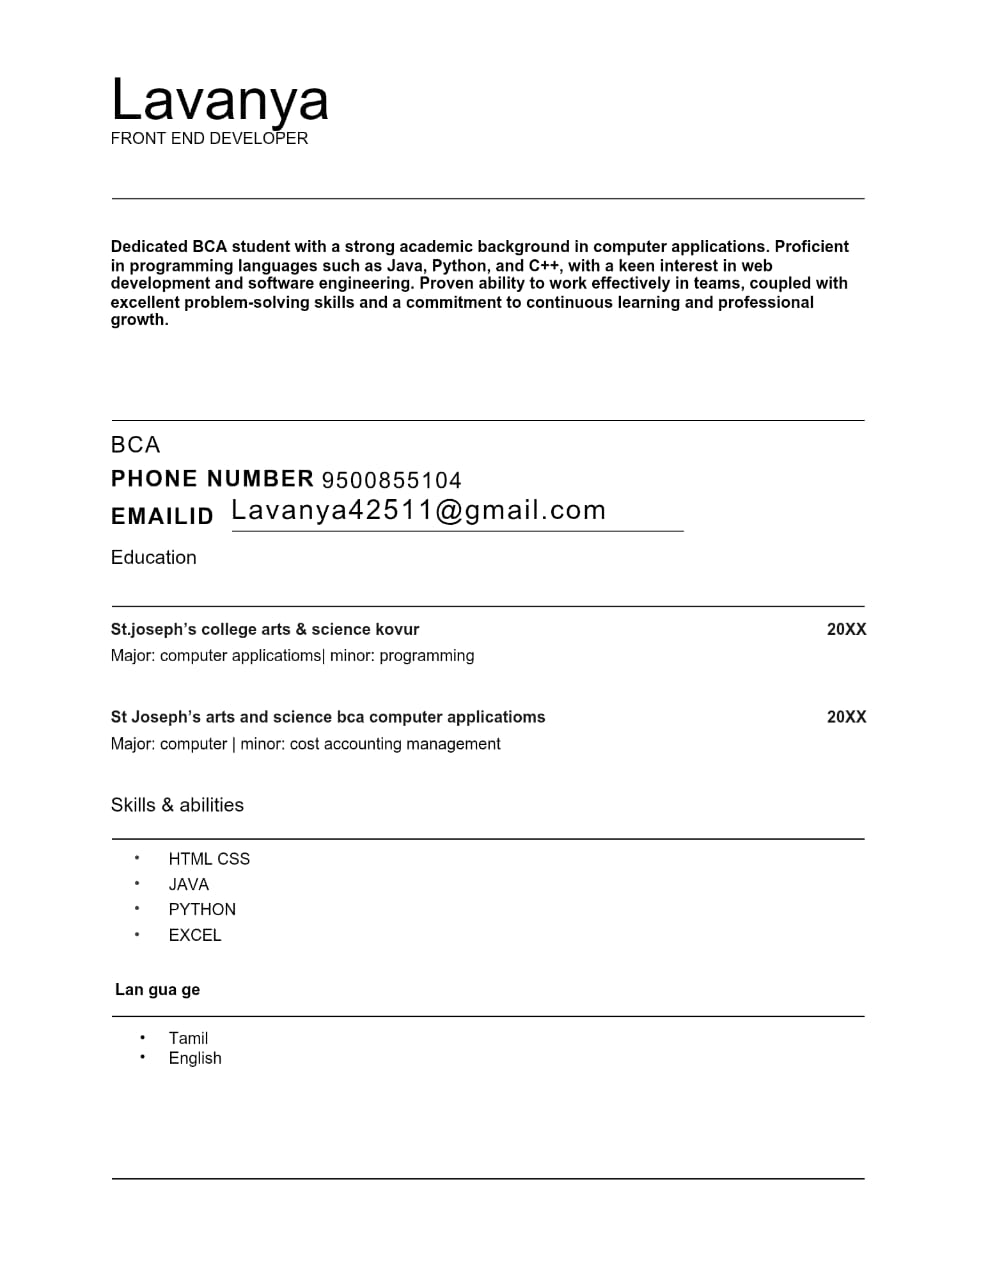 Lavanya
FRONT END DEVELOPER
Dedicated BCA student with a strong academic background in computer applications. Proficient
in programming languages such as Java, Python, and C++, with a keen interest in web
development and software engineering. Proven ability to work effectively in teams, coupled with
excellent problem-solving skills and a commitment to continuous learning and professional
growth.
BCA
PHONE NUMBER 9500855104
EMAILID Lavanya42511@gmail.com
Education
St.joseph’s college arts & science kovur 20XX
Major: computer applicatioms| minor: programming
St Joseph’s arts and science bca computer applicatioms 20XX
Major: computer | minor: cost accounting management
Skills & abilities
• HTML CSS
• JAVA
• PYTHON
• EXCEL
Lan gua ge
• Tamil
• English